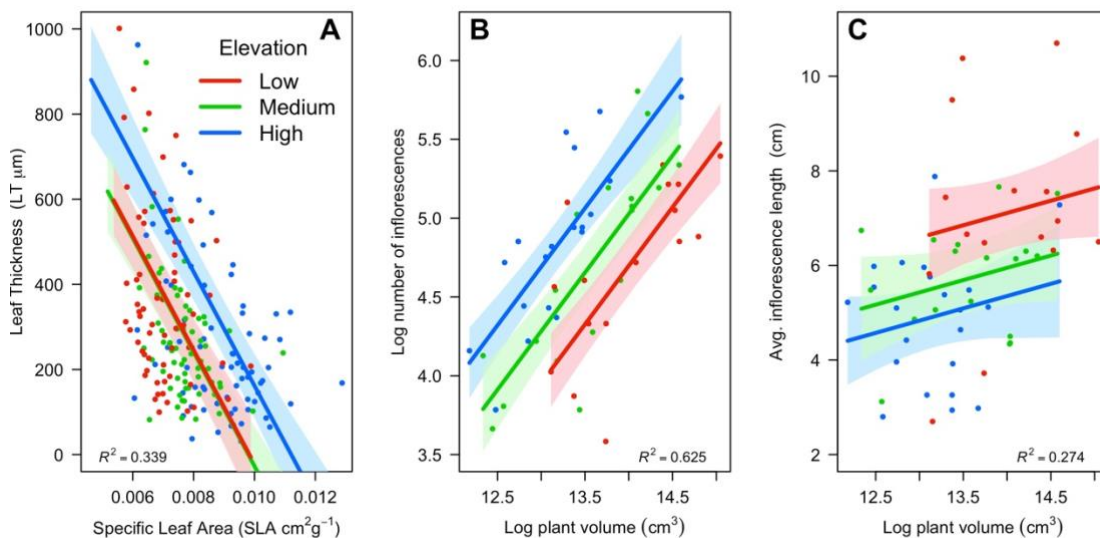 A
B
C
Elevation
Low
Medium
High
1000
800
600
400
200
0
Leaf Thickness (LT μm)
R² = 0.339
0.006 0.008 0.010 0.012
Specific Leaf Area (SLA cm²g⁻¹)
6.0
5.5
5.0
4.5
4.0
3.5
Log number of inflorescences
R² = 0.625
12.5 13.5 14.5
Log plant volume (cm³)
10
8
6
4
2
Avg. inflorescence length (cm)
R² = 0.274
12.5 13.5 14.5
Log plant volume (cm³)